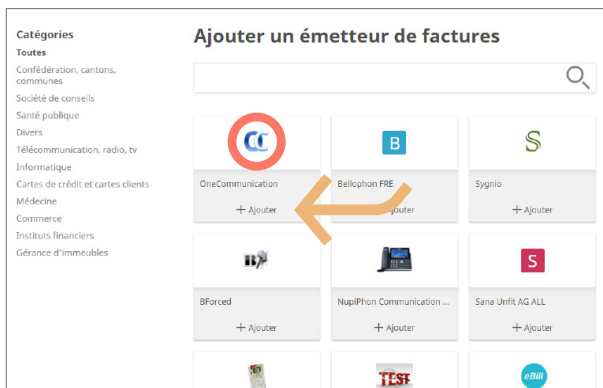 Catégories
Toutes
Confédération, cantons,
communes
Société de conseils
Santé publique
Divers
Télécommunication, radio, tv
Informatique
Cartes de crédit et cartes clients
Médecine
Commerce
Instituts financiers
Gérance d'immeubles
Ajouter un émetteur de factures
CC
B
S
OneCommunication
Bellophon FRE
Sygnio
+ Ajouter
Ajouter
+ Ajouter
B
S
BForced
NupiPhon Communication ...
Sana Unfit AG ALL
+ Ajouter
+ Ajouter
+ Ajouter
TEST
eBill